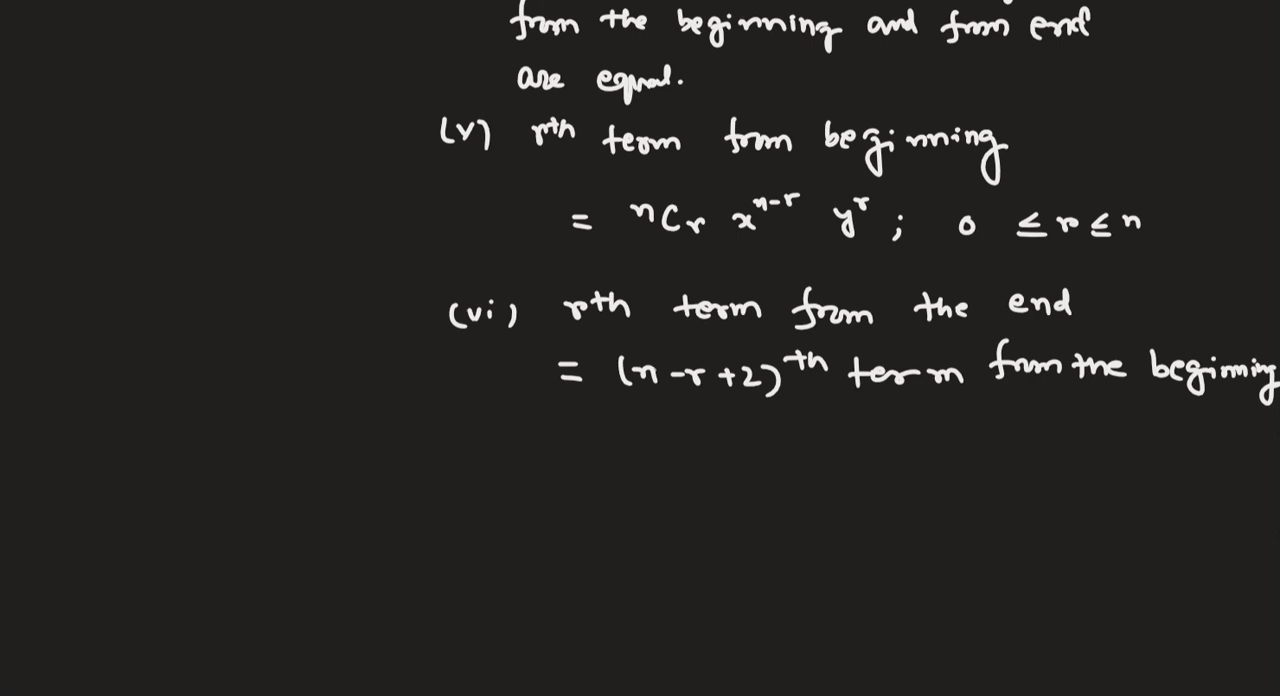 from the beginning and from end
are equal.
(v) rth term from beginning
= ⁿCᵣ xⁿ⁻ʳ yʳ ; 0 ≤ r ≤ n
(vi) rth term from the end
= (n-r+2)ᵗʰ term from the beginning